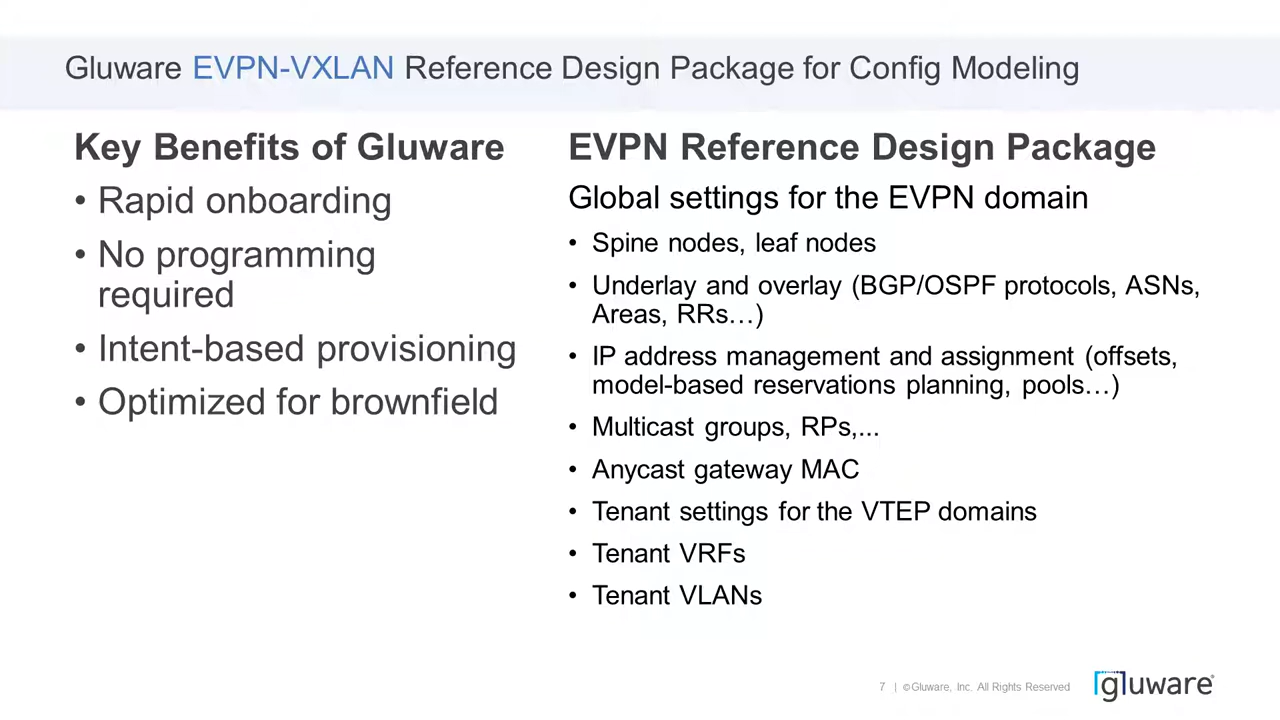 Gluware EVPN-VXLAN Reference Design Package for Config Modeling
Key Benefits of Gluware
• Rapid onboarding
• No programming
required
• Intent-based provisioning
• Optimized for brownfield
EVPN Reference Design Package
Global settings for the EVPN domain
• Spine nodes, leaf nodes
• Underlay and overlay (BGP/OSPF protocols, ASNs,
Areas, RRs…)
• IP address management and assignment (offsets,
model-based reservations planning, pools…)
• Multicast groups, RPs,...
• Anycast gateway MAC
• Tenant settings for the VTEP domains
• Tenant VRFs
• Tenant VLANs
7 | ©Gluware, Inc. All Rights Reserved
gluware